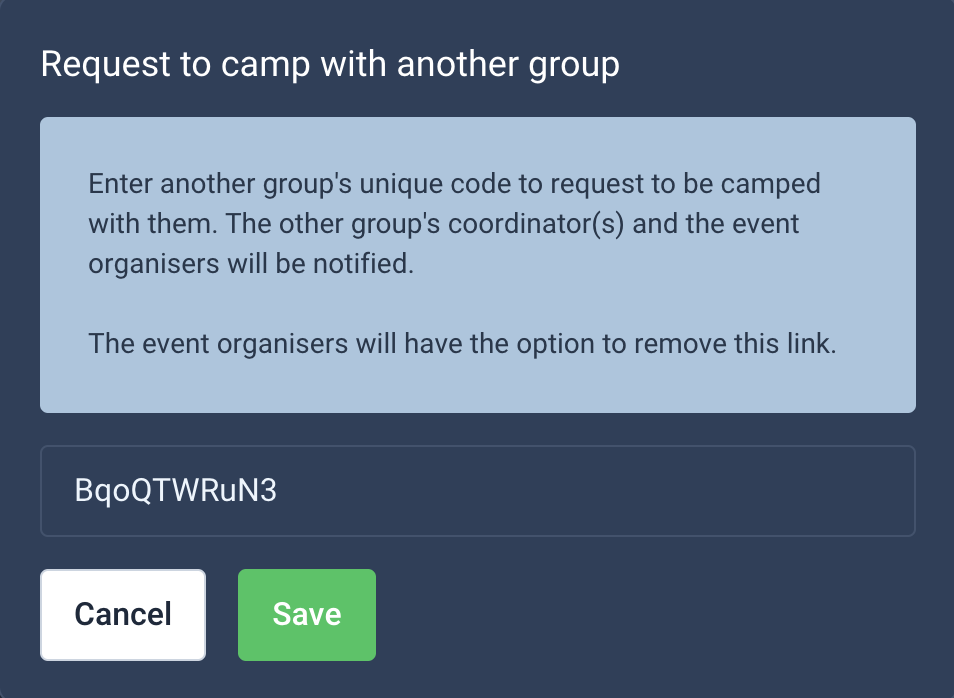 Request to camp with another group
Enter another group's unique code to request to be camped
with them. The other group's coordinator(s) and the event
organisers will be notified.
The event organisers will have the option to remove this link.
BqoQTWRuN3
Cancel
Save